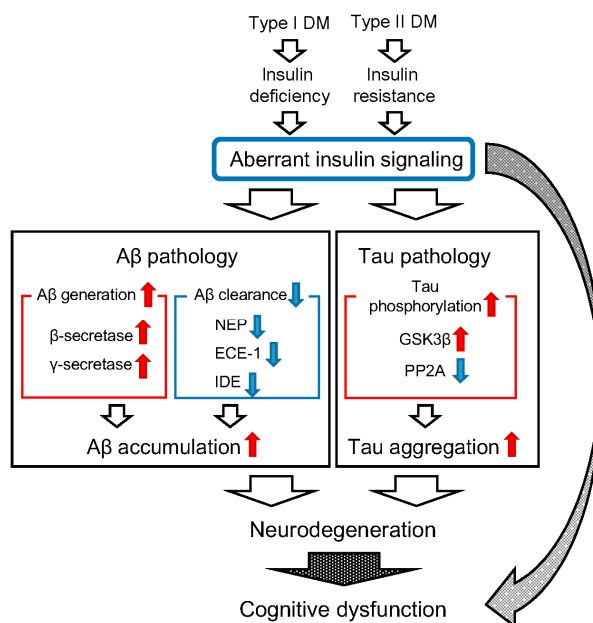 Type I DM
Type II DM
Insulin
deficiency
Insulin
resistance
Aberrant insulin signaling
Aβ pathology
Aβ generation
β-secretase
γ-secretase
Aβ clearance
NEP
ECE-1
IDE
Aβ accumulation
Tau pathology
Tau
phosphorylation
GSK3β
PP2A
Tau aggregation
Neurodegeneration
Cognitive dysfunction